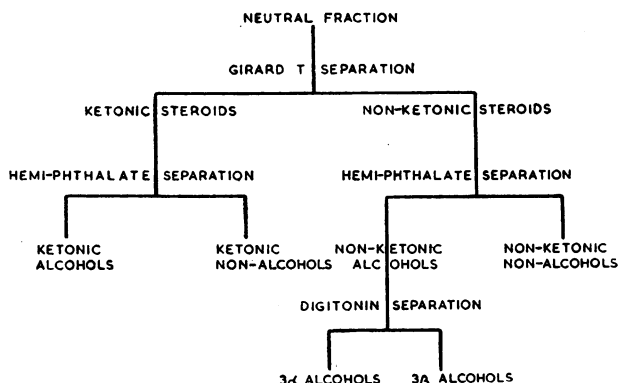 NEUTRAL FRACTION
GIRARD T SEPARATION
KETONIC STEROIDS
NON-KETONIC STEROIDS
HEMI-PHTHALATE SEPARATION
HEMI-PHTHALATE SEPARATION
KETONIC
ALCOHOLS
KETONIC
NON-ALCOHOLS
NON-KETONIC
ALCOHOLS
NON-KETONIC
NON-ALCOHOLS
DIGITONIN SEPARATION
3α ALCOHOLS
3β ALCOHOLS